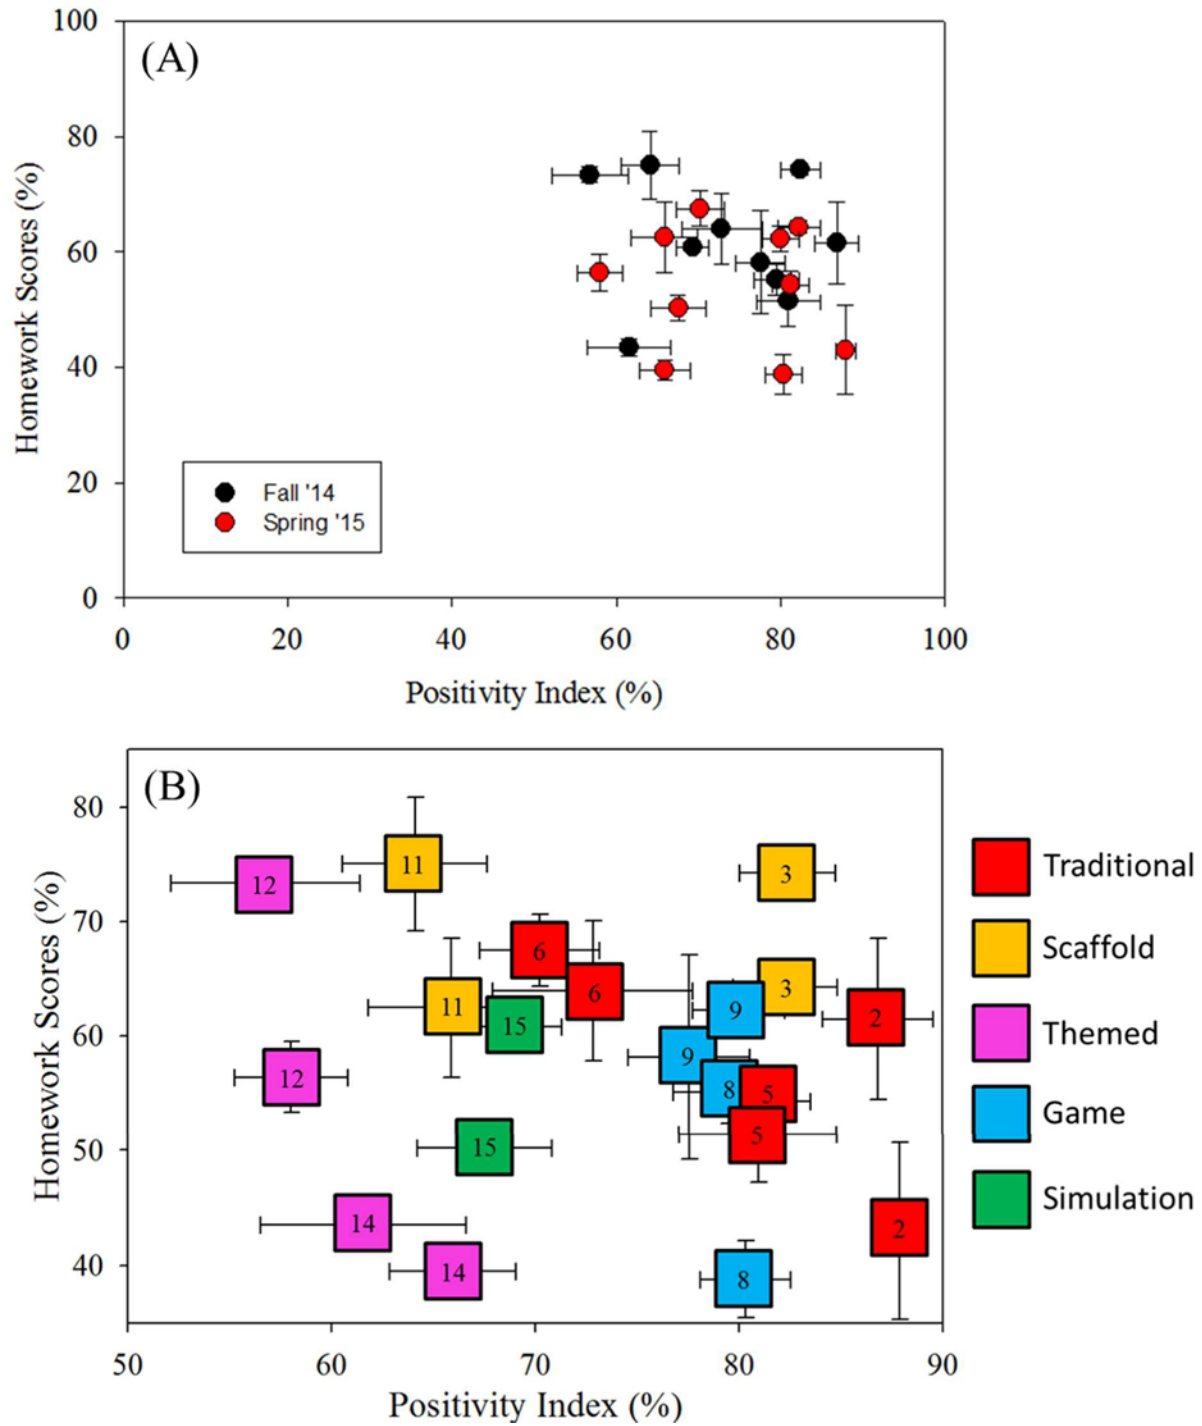 (A)
100
80
60
40
20
0
Homework Scores (%)
Fall '14
Spring '15
0 20 40 60 80 100
Positivity Index (%)
(B)
80
70
60
50
40
Homework Scores (%)
11
3
12
6
3
6
11
9
2
15
9
12
8
5
5
15
14
2
14
8
50 60 70 80 90
Positivity Index (%)
Traditional
Scaffold
Themed
Game
Simulation